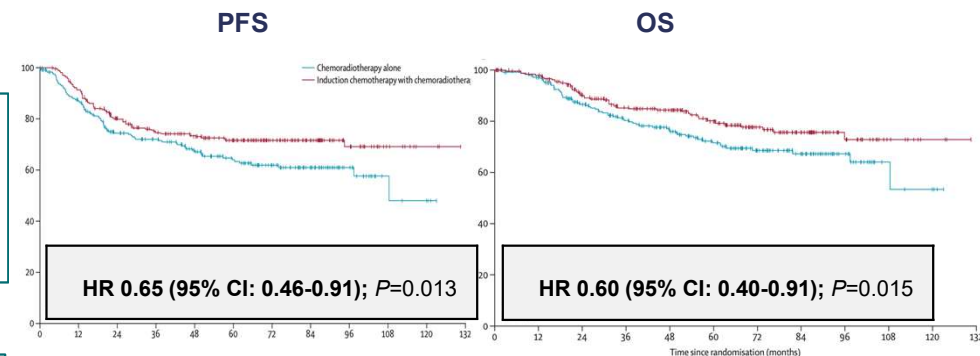 PFS
OS
Chemoradiotherapy alone
Induction chemotherapy with chemoradiothera
100
80
60
40
20
0
0 12 24 36 48 60 72 84 96 108 120 132
HR 0.65 (95% CI: 0.46-0.91); P=0.013
100
80
60
40
20
0
0 12 24 36 48 60 72 84 96 108 120
HR 0.60 (95% CI: 0.40-0.91); P=0.015
Time since randomisation (months)